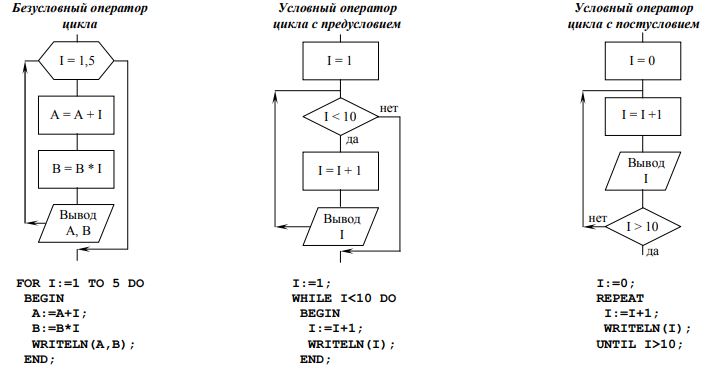 Безусловный оператор
цикла
I = 1,5
A = A + I
B = B * I
Вывод
A, B
FOR I:=1 TO 5 DO
BEGIN
A:=A+I;
B:=B*I
WRITELN(A,B);
END;
Условный оператор
цикла с предусловием
I = 1
I < 10
нет
да
I = I + 1
Вывод
I
I:=1;
WHILE I<10 DO
BEGIN
I:=I+1;
WRITELN(I);
END;
Условный оператор
цикла с постусловием
I = 0
I = I +1
Вывод
I
нет
I > 10
да
I:=0;
REPEAT
I:=I+1;
WRITELN(I);
UNTIL I>10;